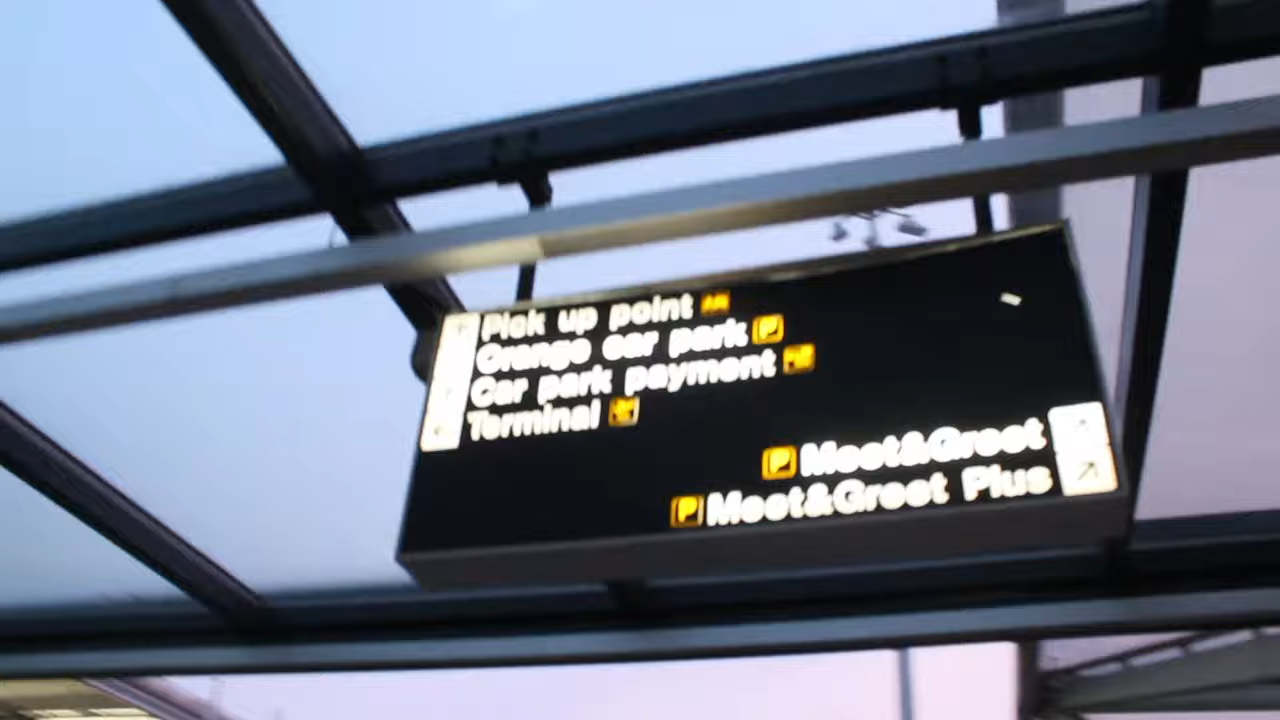 Pick up point
Orange car park P
Car park payment
Terminal
P Meet&Greet
P Meet&Greet Plus